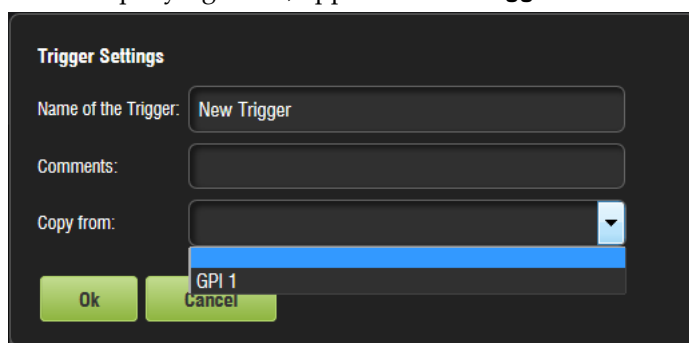 Trigger Settings
Name of the Trigger: New Trigger
Comments:
Copy from:
GPI 1
Ok Cancel